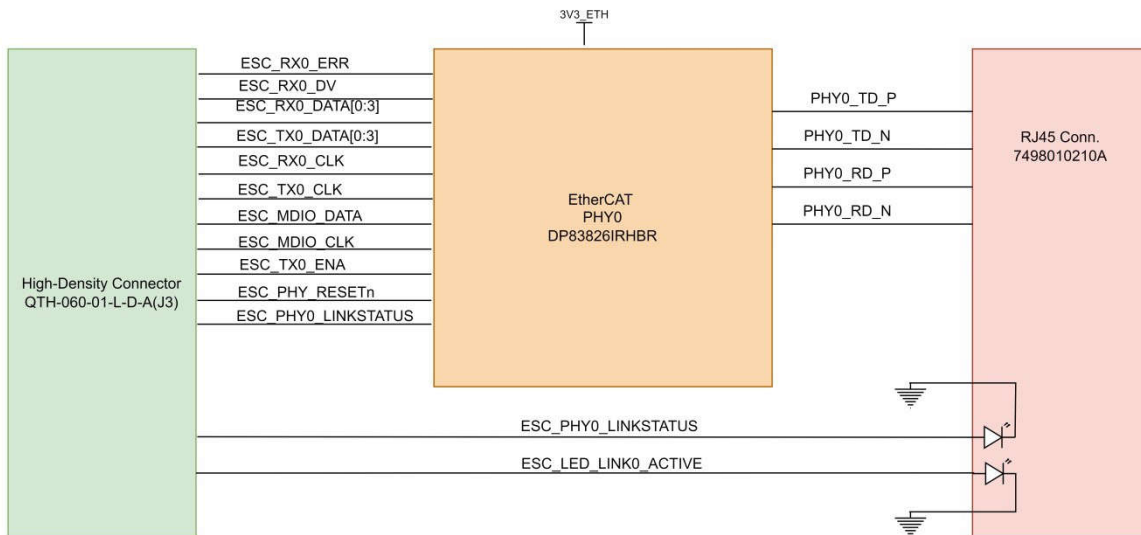 3V3_ETH
ESC_RX0_ERR
ESC_RX0_DV
ESC_RX0_DATA[0:3]
ESC_TX0_DATA[0:3]
ESC_RX0_CLK
ESC_TX0_CLK
ESC_MDIO_DATA
ESC_MDIO_CLK
ESC_TX0_ENA
ESC_PHY_RESETn
ESC_PHY0_LINKSTATUS
High-Density Connector
QTH-060-01-L-D-A(J3)
EtherCAT
PHY0
DP83826IRHBR
PHY0_TD_P
PHY0_TD_N
PHY0_RD_P
PHY0_RD_N
RJ45 Conn.
7498010210A
ESC_PHY0_LINKSTATUS
ESC_LED_LINK0_ACTIVE